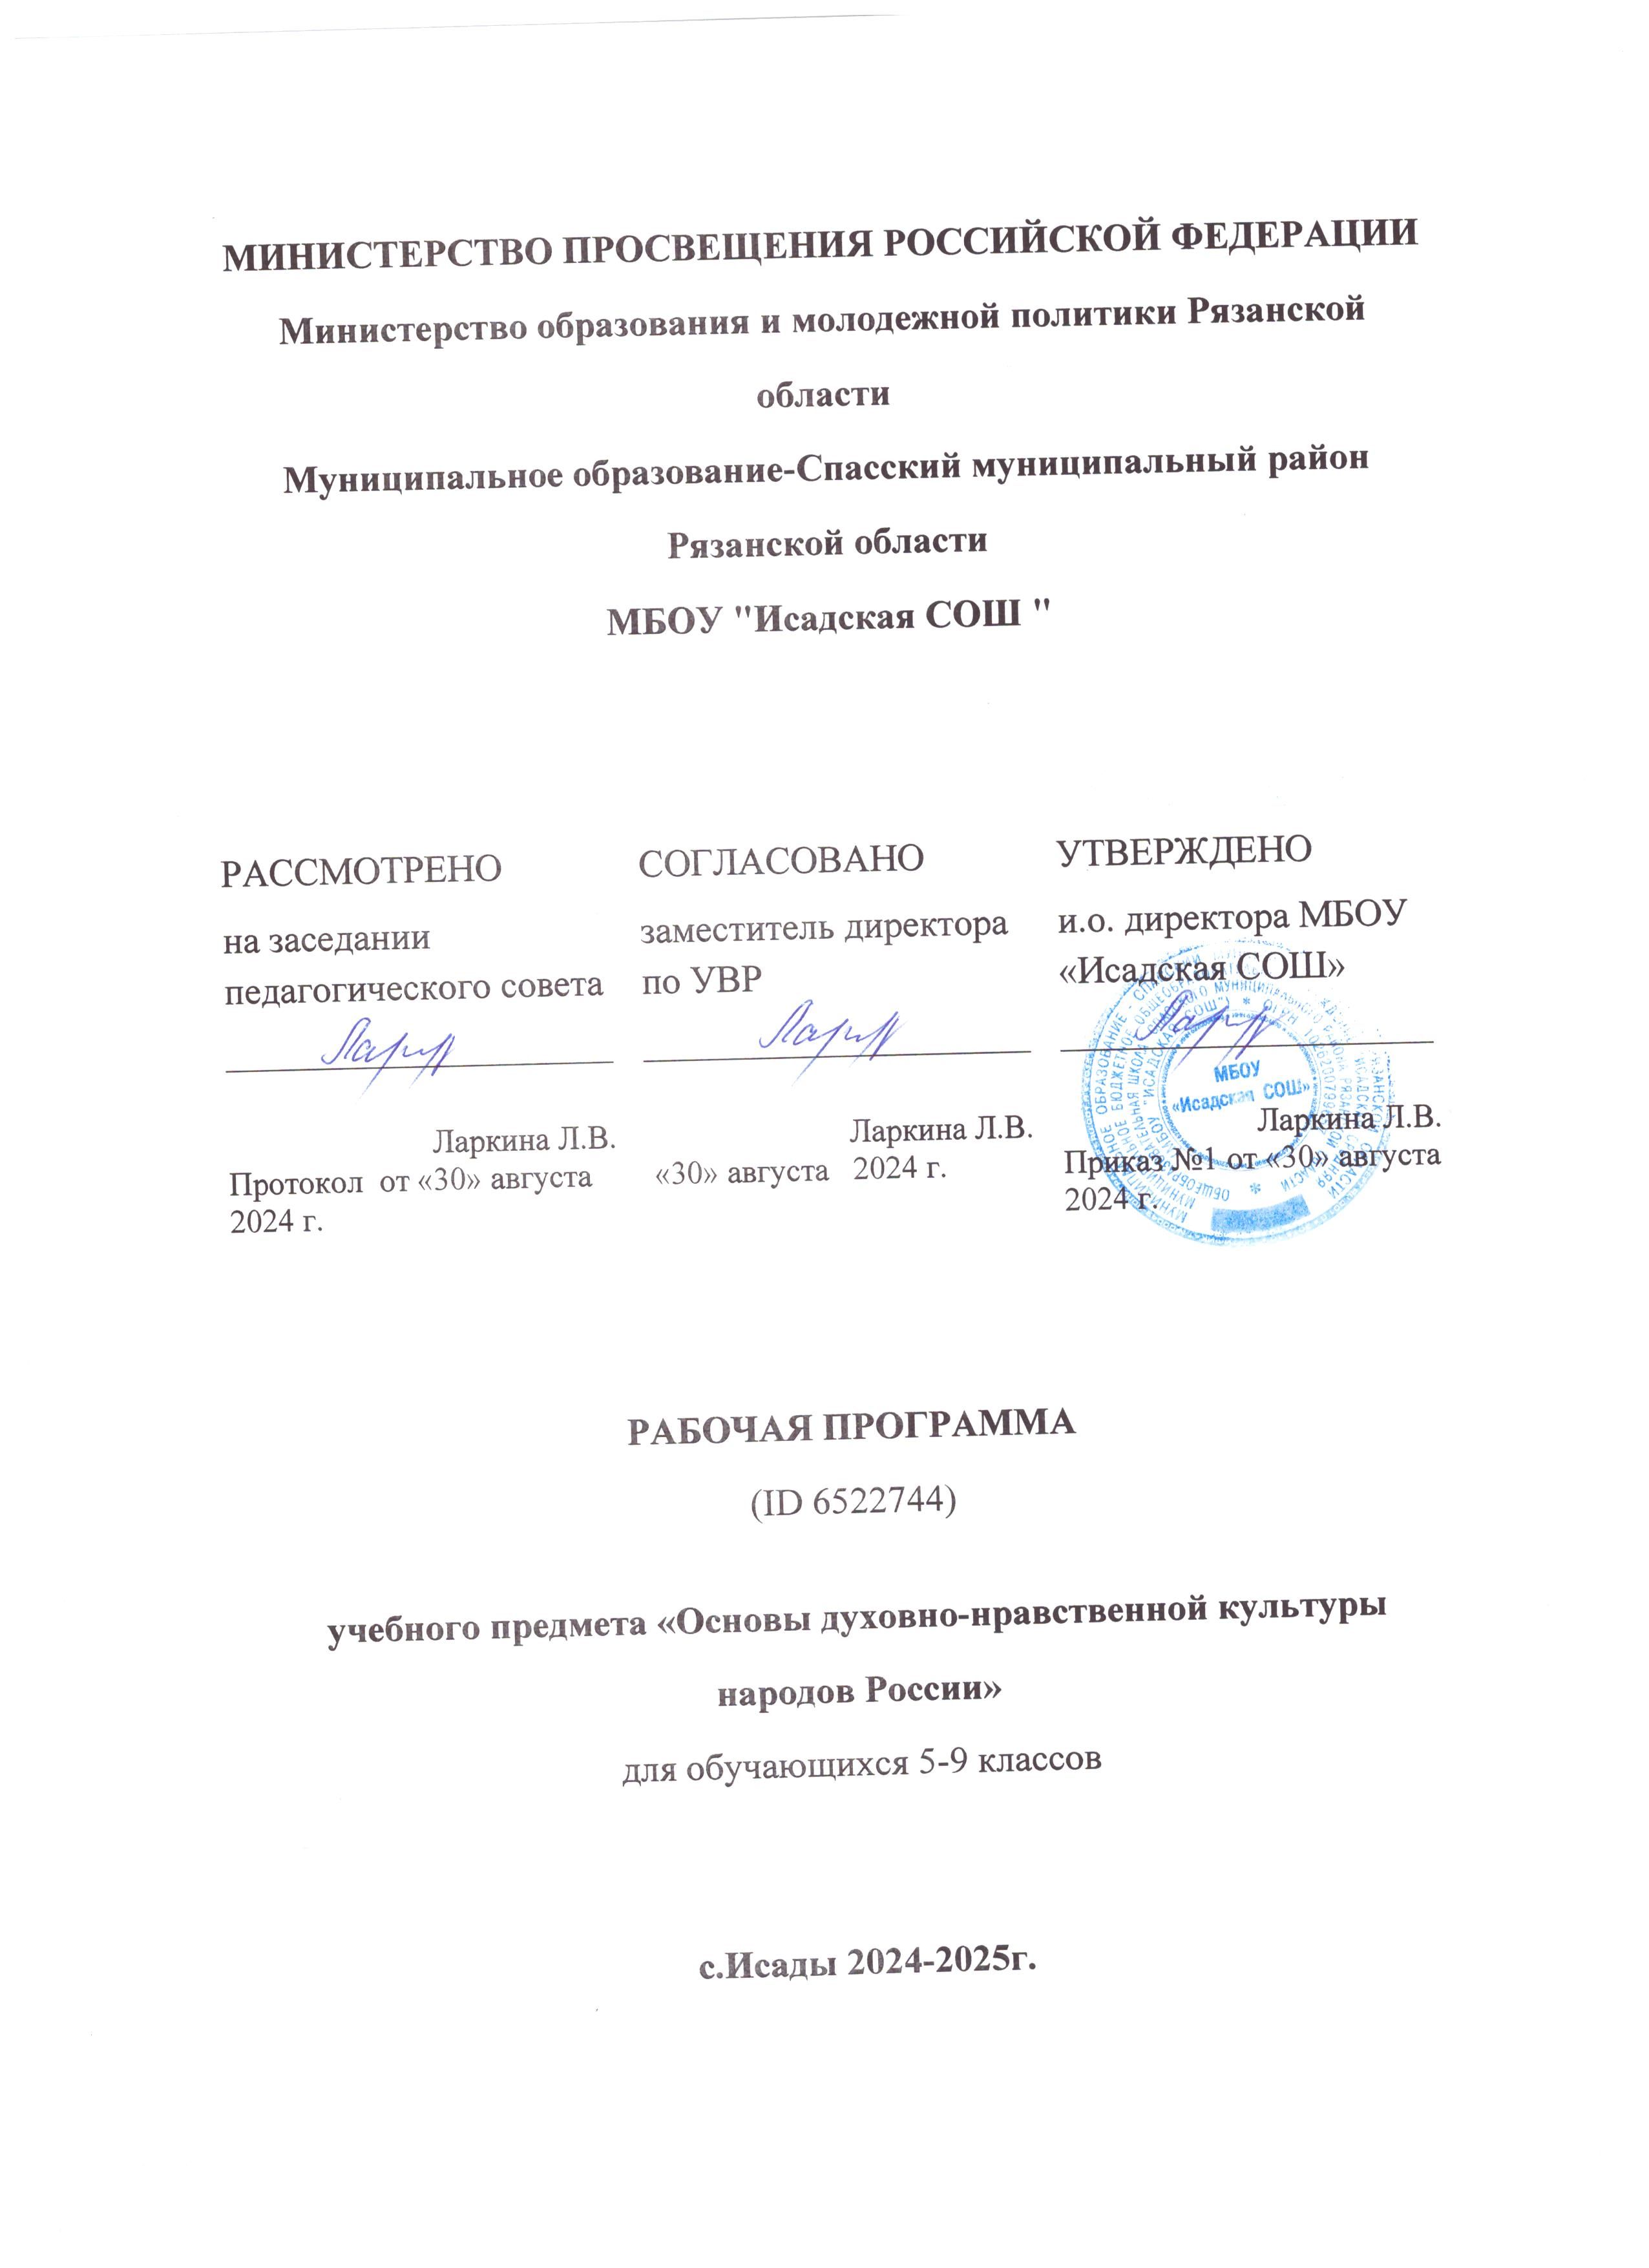 МИНИСТЕРСТВО ПРОСВЕЩЕНИЯ РОССИЙСКОЙ ФЕДЕРАЦИИ
Министерство образования и молодежной политики Рязанской
области
Муниципальное образование-Спасский муниципальный район
Рязанской области
МБОУ "Исадская СОШ "
РАССМОТРЕНО
на заседании
педагогического совета
Ларкина Л.В.
Протокол от «30» августа
2024 г.
СОГЛАСОВАНО
заместитель директора
по УВР
Ларкина Л.В.
«30» августа 2024 г.
УТВЕРЖДЕНО
и.о. директора МБОУ
«Исадская СОШ»
МБОУ
«Исадская СОШ»
Ларкина Л.В.
Приказ №1 от «30» августа
2024 г.
РАБОЧАЯ ПРОГРАММА
(ID 6522744)
учебного предмета «Основы духовно-нравственной культуры
народов России»
для обучающихся 5-9 классов
с.Исады 2024-2025г.